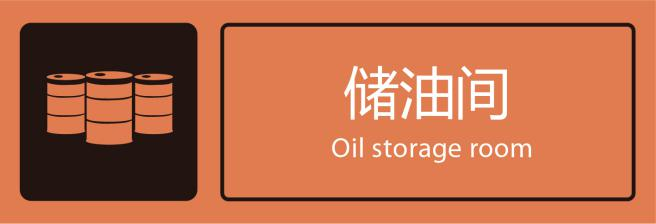 储油间
Oil storage room